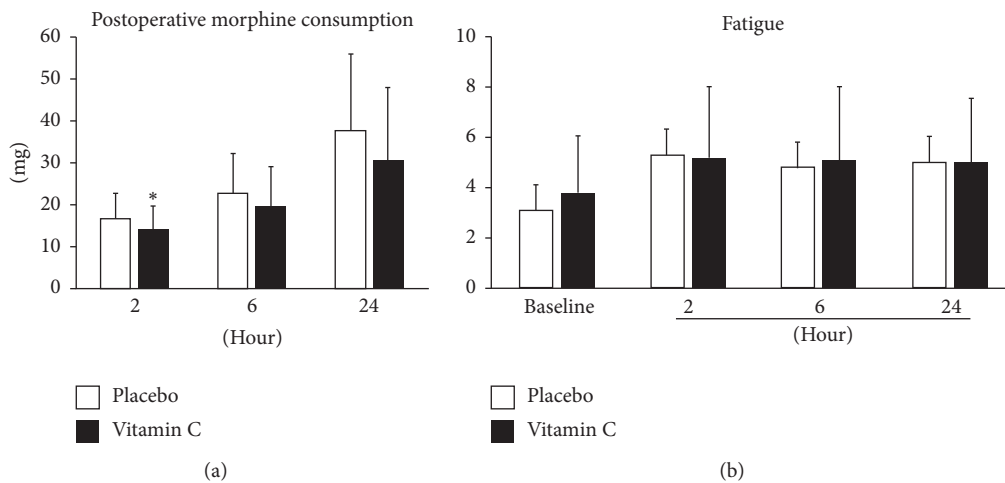 Postoperative morphine consumption
60
50
40
30
20
10
0
(mg)
*
2 6 24
(Hour)
Placebo
Vitamin C
(a)
Fatigue
10
8
6
4
2
0
Baseline 2 6 24
(Hour)
Placebo
Vitamin C
(b)